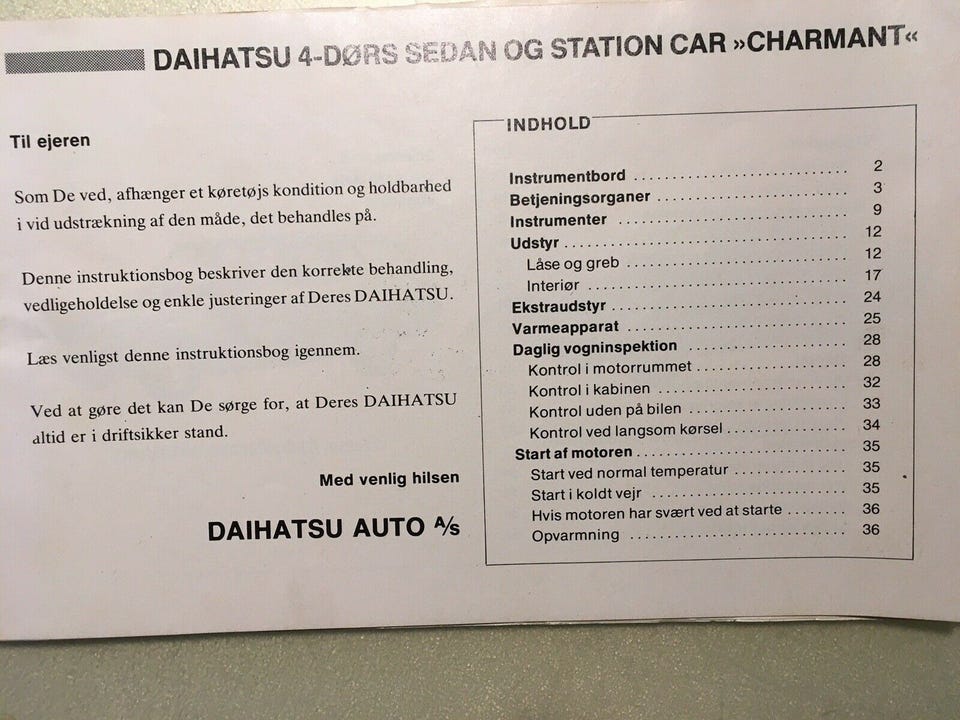 DAIHATSU 4-DØRS SEDAN OG STATION CAR »CHARMANT«
Til ejeren
Som De ved, afhænger et køretøjs kondition og holdbarhed
i vid udstrækning af den måde, det behandles på.
Denne instruktionsbog beskriver den korrekte behandling,
vedligeholdelse og enkle justeringer af Deres DAIHATSU.
Læs venligst denne instruktionsbog igennem.
Ved at gøre det kan De sørge for, at Deres DAIHATSU
altid er i driftsikker stand.
Med venlig hilsen
DAIHATSU AUTO A/S
INDHOLD
Instrumentbord . . . . . . . . . . . . . . . . . . . . . . . . . . . . . 2
Betjeningsorganer . . . . . . . . . . . . . . . . . . . . . . . . . . 3
Instrumenter . . . . . . . . . . . . . . . . . . . . . . . . . . . . . . 9
Udstyr . . . . . . . . . . . . . . . . . . . . . . . . . . . . . . . . . . . 12
Låse og greb . . . . . . . . . . . . . . . . . . . . . . . . . . . . 12
Interiør . . . . . . . . . . . . . . . . . . . . . . . . . . . . . . . . . 17
Ekstraudstyr . . . . . . . . . . . . . . . . . . . . . . . . . . . . . . 24
Varmeapparat . . . . . . . . . . . . . . . . . . . . . . . . . . . . . 25
Daglig vogninspektion . . . . . . . . . . . . . . . . . . . . . . 28
Kontrol i motorrummet . . . . . . . . . . . . . . . . . . . . . 28
Kontrol i kabinen . . . . . . . . . . . . . . . . . . . . . . . . . 32
Kontrol uden på bilen . . . . . . . . . . . . . . . . . . . . . . 33
Kontrol ved langsom kørsel . . . . . . . . . . . . . . . . . 34
Start af motoren . . . . . . . . . . . . . . . . . . . . . . . . . . . 35
Start ved normal temperatur . . . . . . . . . . . . . . . . 35
Start i koldt vejr . . . . . . . . . . . . . . . . . . . . . . . . . . 35
Hvis motoren har svært ved at starte . . . . . . . . 36
Opvarmning . . . . . . . . . . . . . . . . . . . . . . . . . . . . . 36